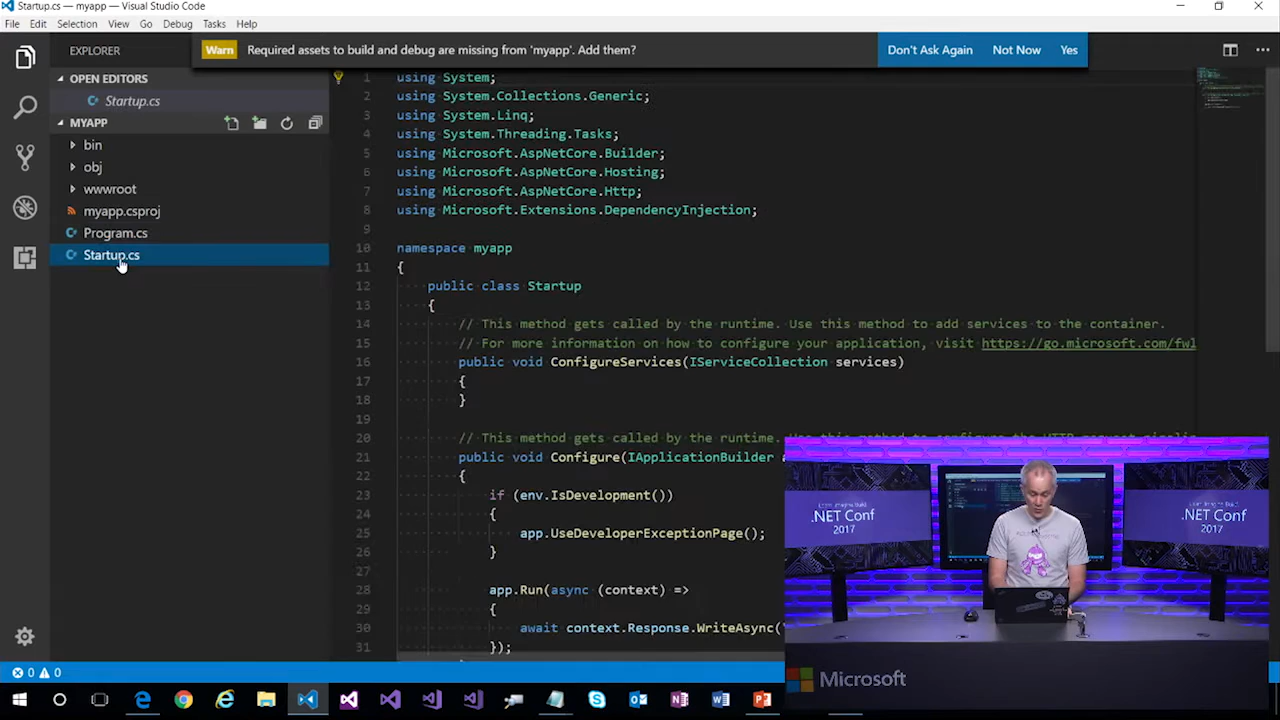 Startup.cs — myapp — Visual Studio Code
File Edit Selection View Go Debug Tasks Help
EXPLORER
Warn Required assets to build and debug are missing from 'myapp'. Add them? Don't Ask Again Not Now Yes
OPEN EDITORS
Startup.cs
MYAPP
bin
obj
wwwroot
myapp.csproj
Program.cs
Startup.cs
1 using System;
2 using System.Collections.Generic;
3 using System.Linq;
4 using System.Threading.Tasks;
5 using Microsoft.AspNetCore.Builder;
6 using Microsoft.AspNetCore.Hosting;
7 using Microsoft.AspNetCore.Http;
8 using Microsoft.Extensions.DependencyInjection;
9
10 namespace myapp
11 {
12 public class Startup
13 {
14 // This method gets called by the runtime. Use this method to add services to the container.
15 // For more information on how to configure your application, visit https://go.microsoft.com/fwl
16 public void ConfigureServices(IServiceCollection services)
17 {
18 }
19
20 // This method gets called by the runtime. Use this method to configure the HTTP request
21 public void Configure(IApplicationBuilder
22 {
23 if (env.IsDevelopment())
24 {
25 app.UseDeveloperExceptionPage();
26 }
27
28 app.Run(async (context) =>
29 {
30 await context.Response.WriteAsync(
31 });
0 0
.NET Conf
2017
.NET Conf
2017
Microsoft